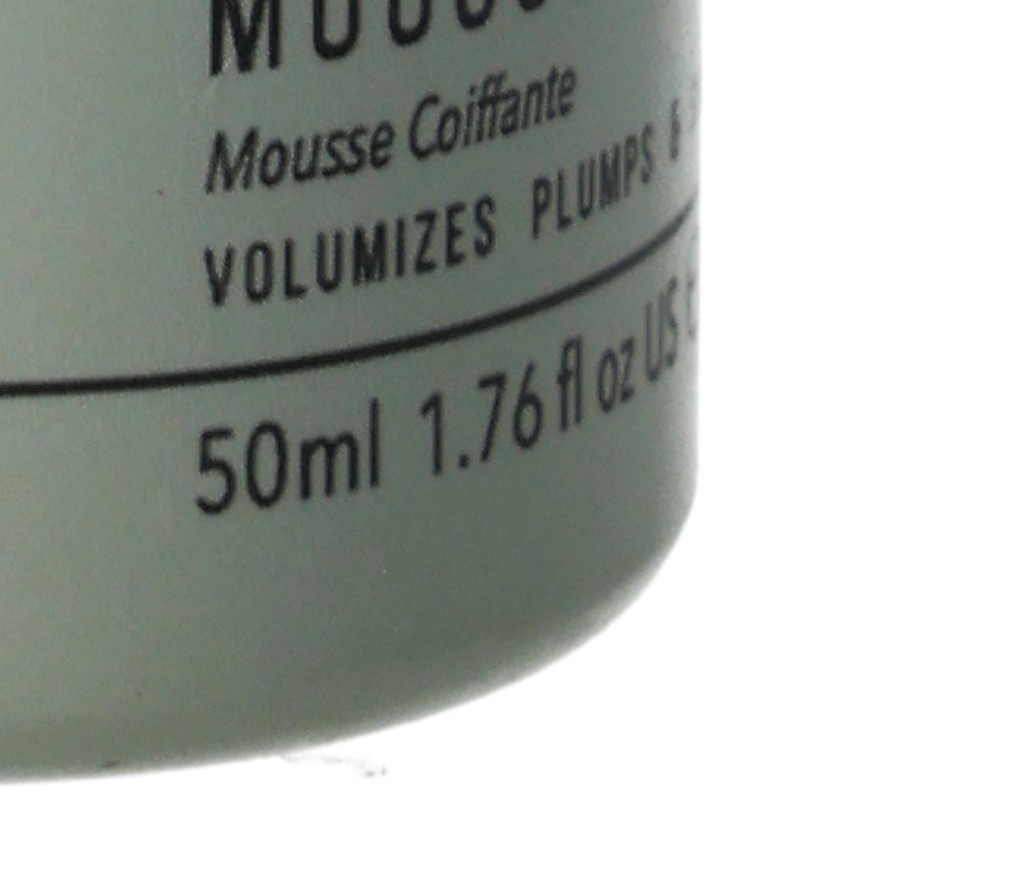 Mousse Coiffante
VOLUMIZES PLUMPS &
50ml 1.76 fl oz US